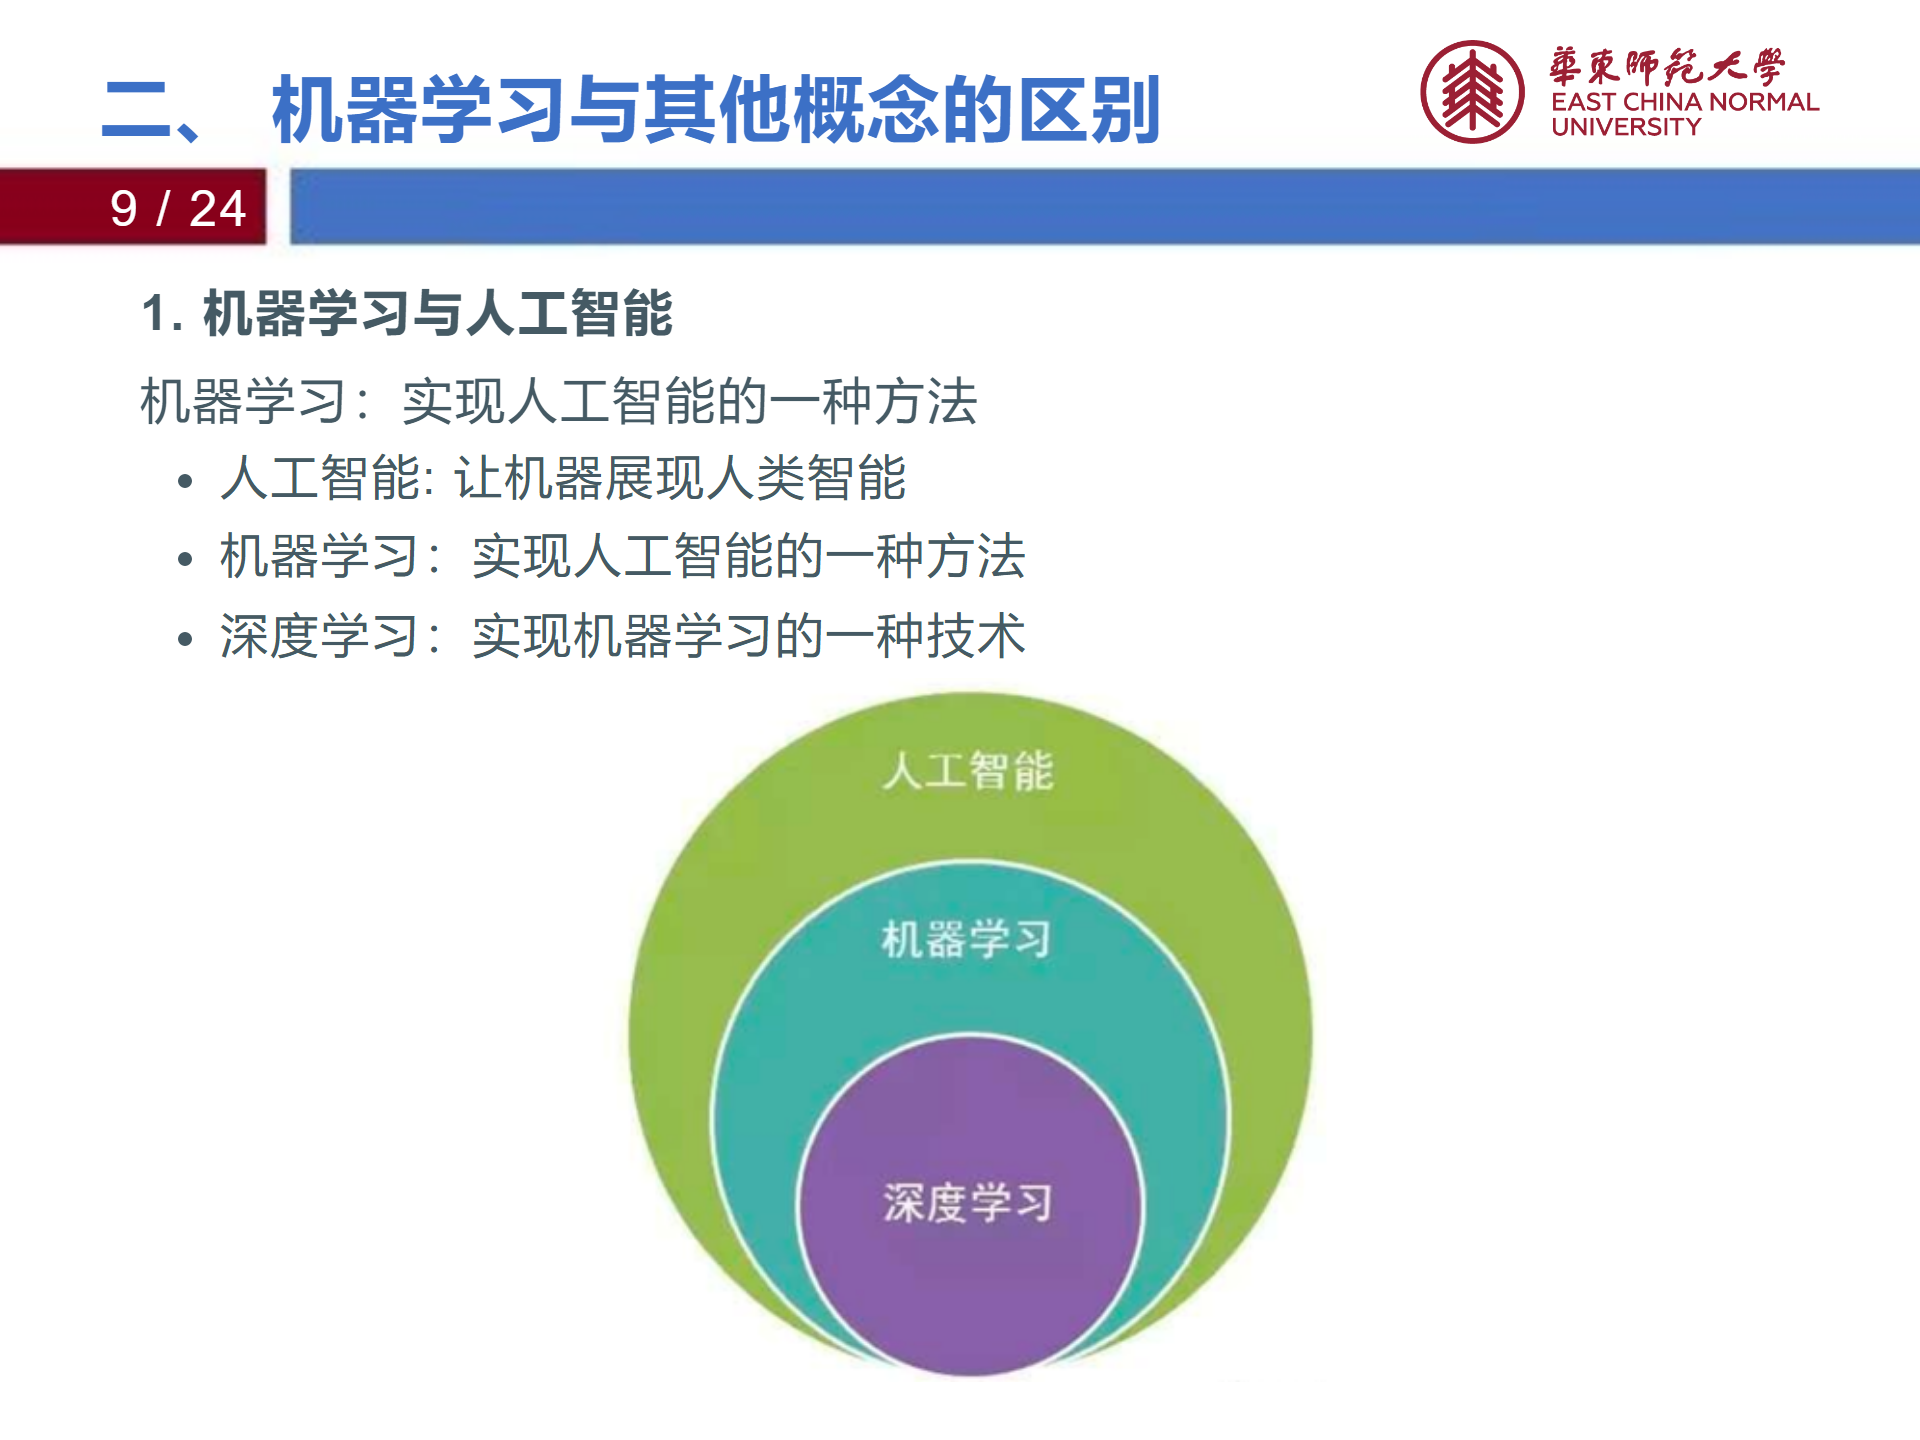 二、 机器学习与其他概念的区别
華東師範大學
EAST CHINA NORMAL
UNIVERSITY
9 / 24
1. 机器学习与人工智能
机器学习：实现人工智能的一种方法
• 人工智能: 让机器展现人类智能
• 机器学习：实现人工智能的一种方法
• 深度学习：实现机器学习的一种技术
人工智能
机器学习
深度学习